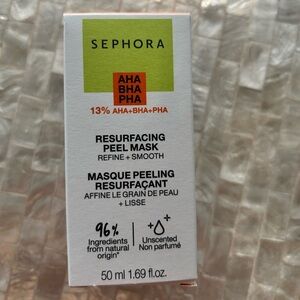 SEPHORA
AHA
BHA
PHA
13% AHA+BHA+PHA
RESURFACING
PEEL MASK
REFINE + SMOOTH
MASQUE PEELING
RESURFAÇANT
AFFINE LE GRAIN DE PEAU
+ LISSE
96%
Ingredients
from natural
origin*
Unscented
Non parfumé
50 ml 1.69 fl.oz.